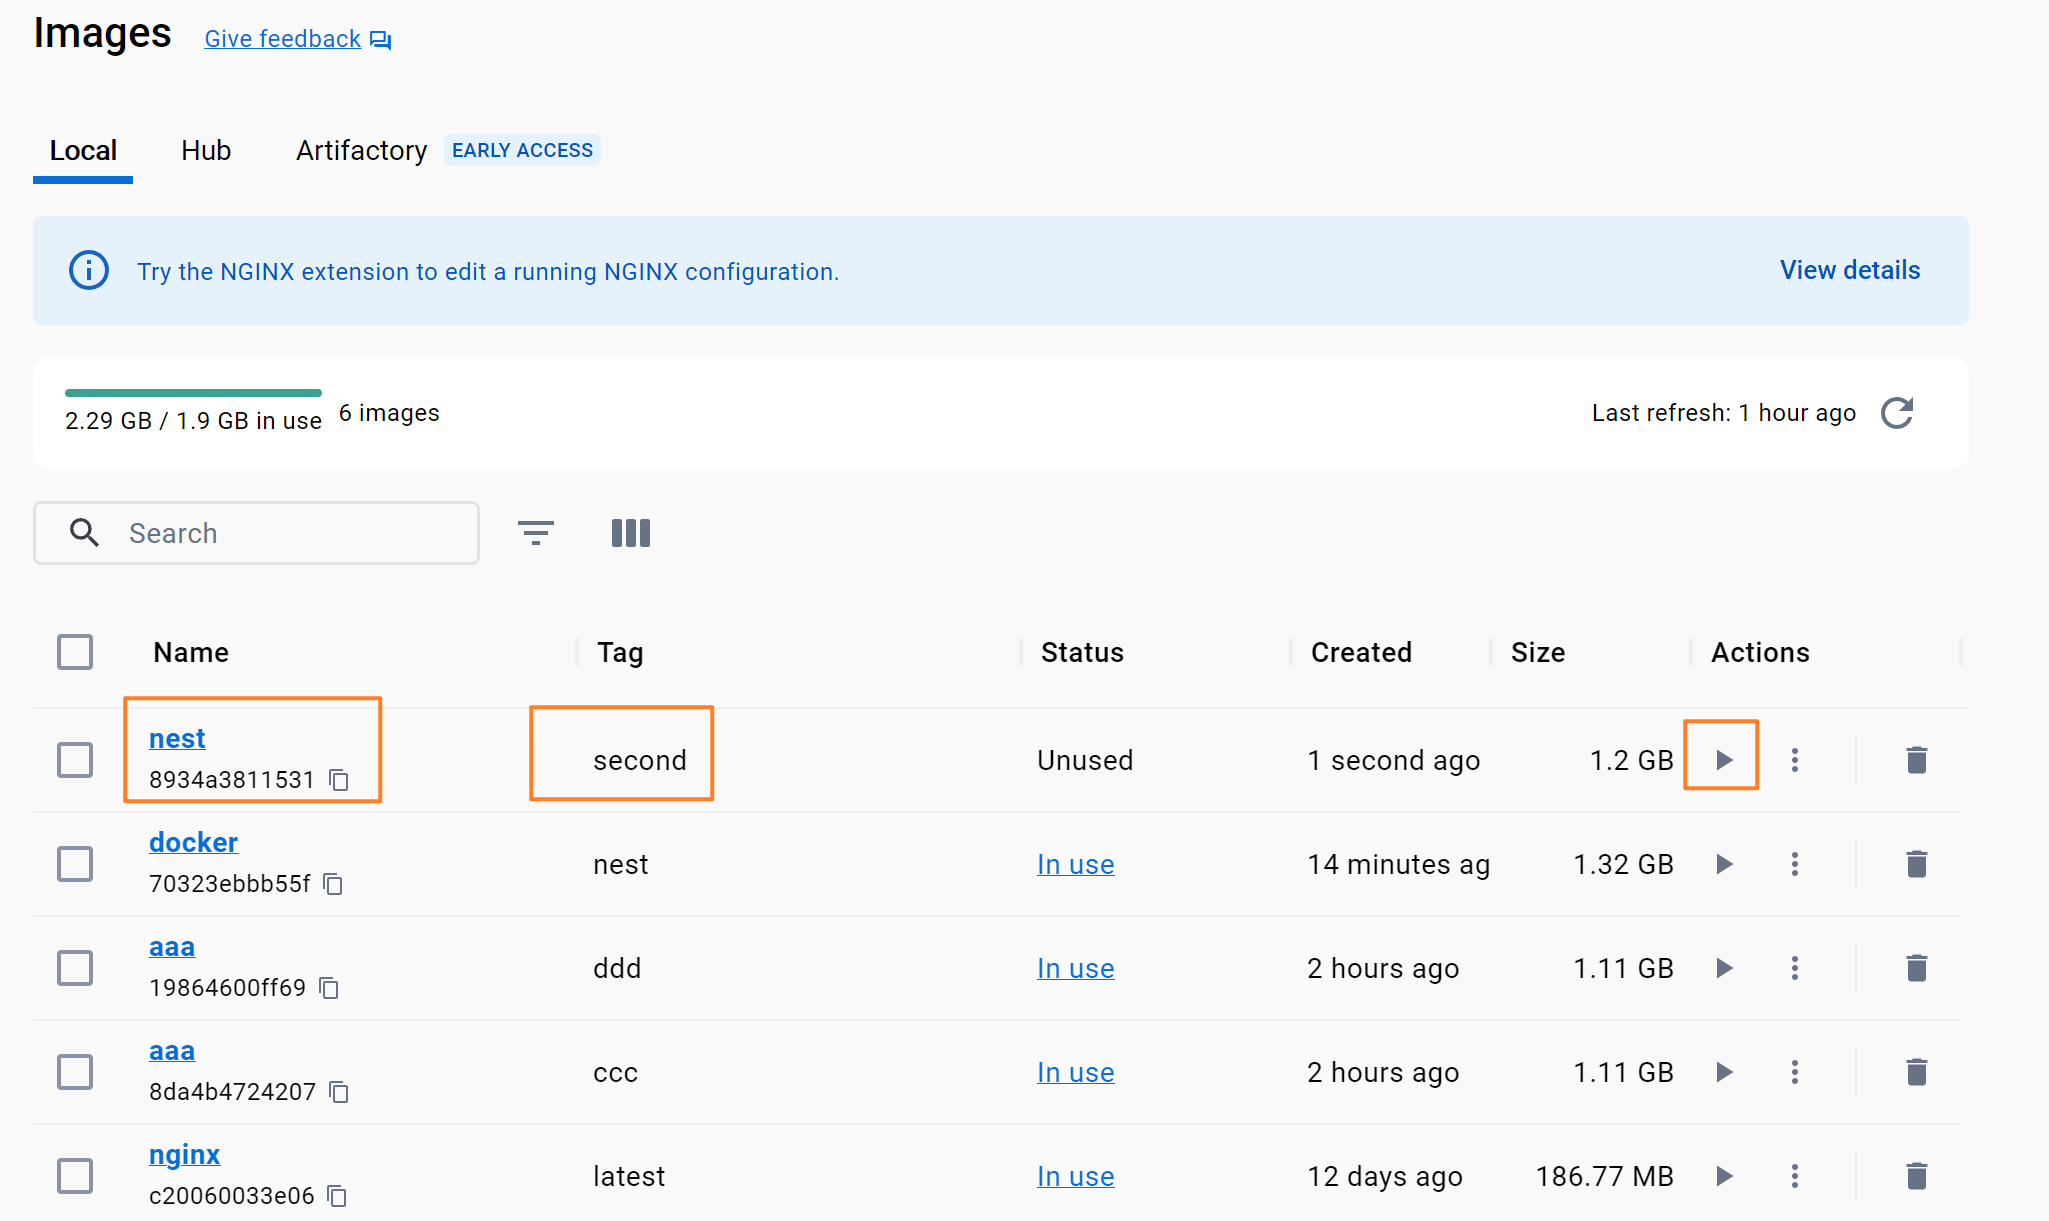 Images Give feedback
Local Hub Artifactory EARLY ACCESS
Try the NGINX extension to edit a running NGINX configuration. View details
2.29 GB / 1.9 GB in use 6 images Last refresh: 1 hour ago
Search
Name Tag Status Created Size Actions
nest
8934a3811531 second Unused 1 second ago 1.2 GB
docker
70323ebbb55f nest In use 14 minutes ag 1.32 GB
aaa
19864600ff69 ddd In use 2 hours ago 1.11 GB
aaa
8da4b4724207 ccc In use 2 hours ago 1.11 GB
nginx
c20060033e06 latest In use 12 days ago 186.77 MB